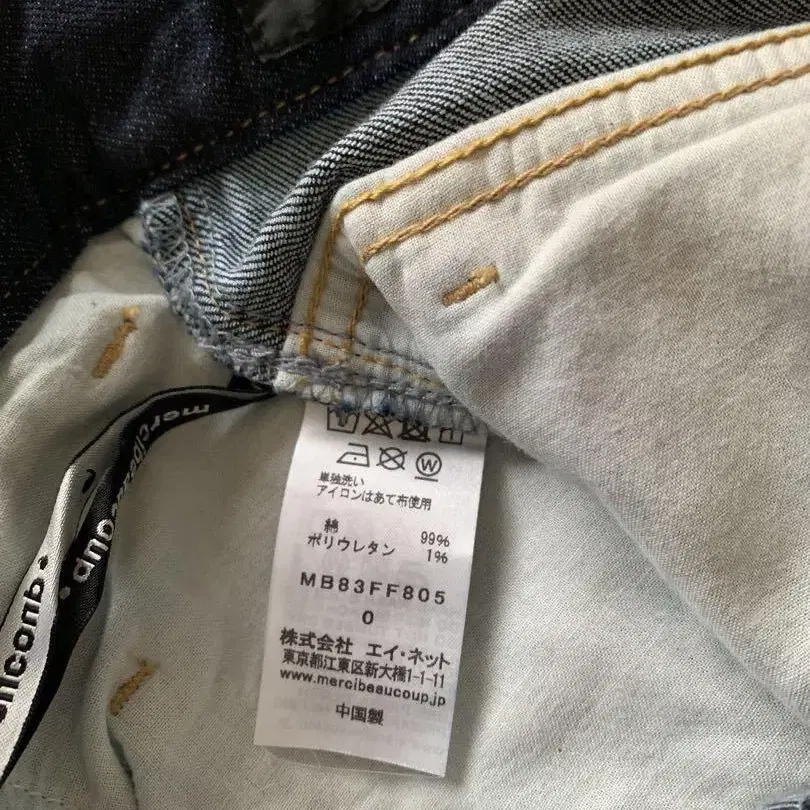 単独洗い
アイロンはあて布使用
綿 99%
ポリウレタン 1%
MB83FF805
0
株式会社 エイ・ネット
東京都江東区新大橋1-1-11
www.mercibeaucoup.jp
中国製